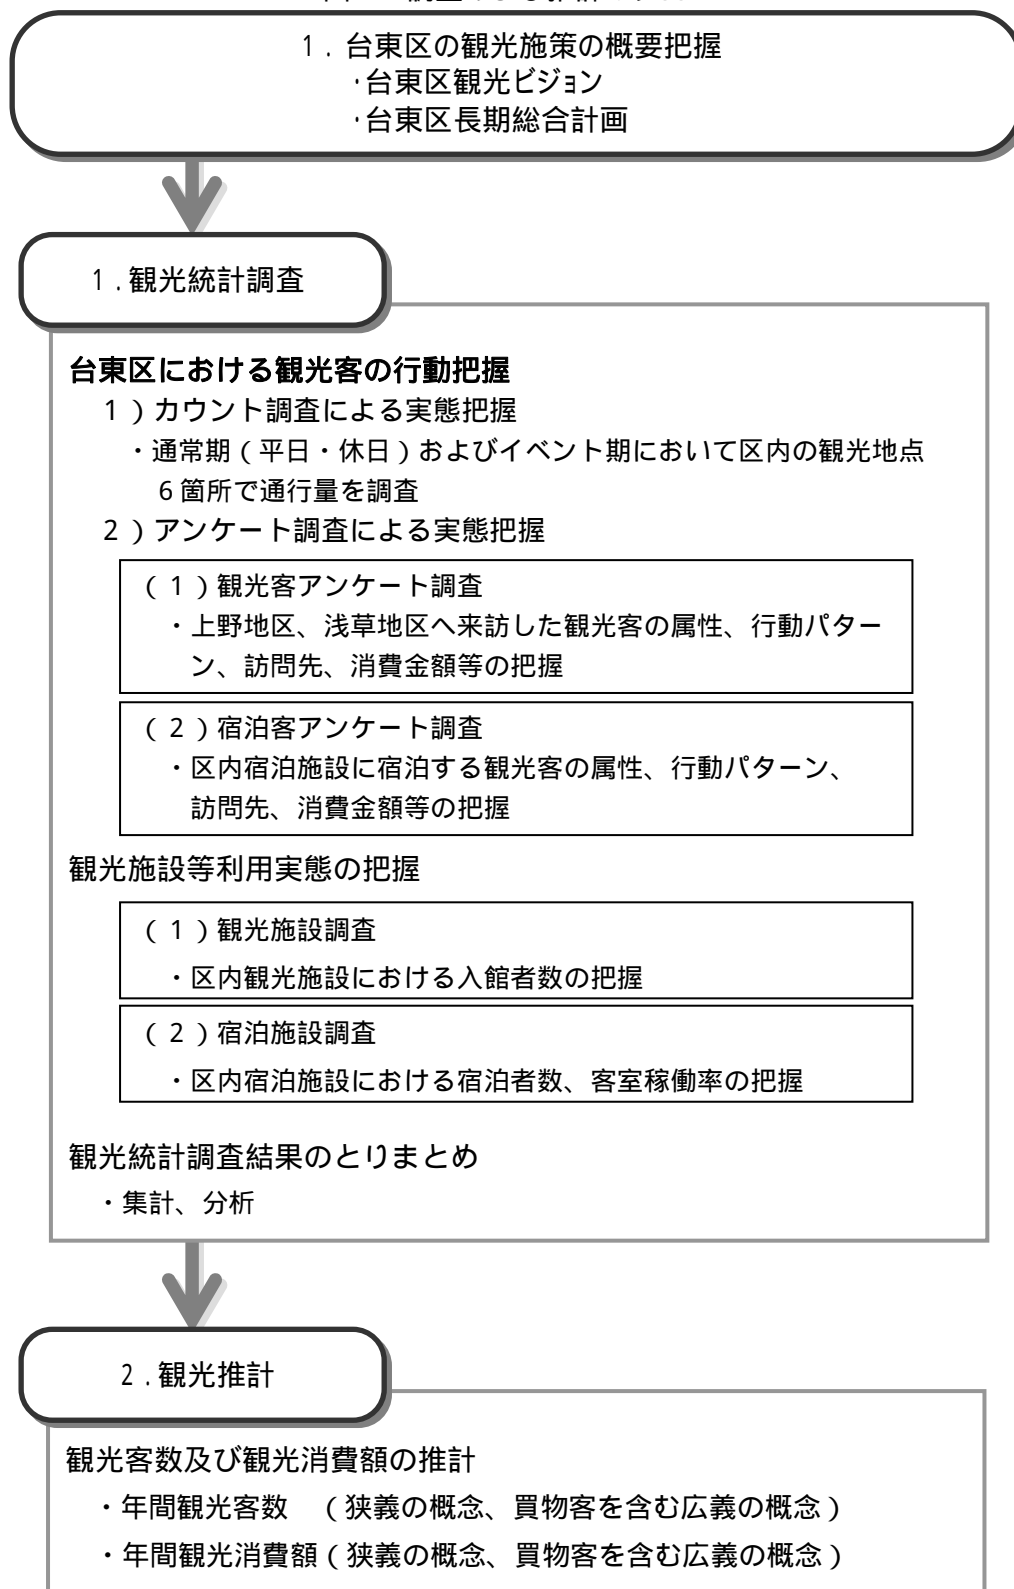 1．台東区の観光施策の概要把握
・台東区観光ビジョン
・台東区長期総合計画
1．観光統計調査
台東区における観光客の行動把握
1）カウント調査による実態把握
・通常期（平日・休日）およびイベント期において区内の観光地点
6箇所で通行量を調査
2）アンケート調査による実態把握
（1）観光客アンケート調査
・上野地区、浅草地区へ来訪した観光客の属性、行動パター
ン、訪問先、消費金額等の把握
（2）宿泊客アンケート調査
・区内宿泊施設に宿泊する観光客の属性、行動パターン、
訪問先、消費金額等の把握
観光施設等利用実態の把握
（1）観光施設調査
・区内観光施設における入館者数の把握
（2）宿泊施設調査
・区内宿泊施設における宿泊者数、客室稼働率の把握
観光統計調査結果のとりまとめ
・集計、分析
2．観光推計
観光客数及び観光消費額の推計
・年間観光客数　（狭義の概念、買物客を含む広義の概念）
・年間観光消費額（狭義の概念、買物客を含む広義の概念）